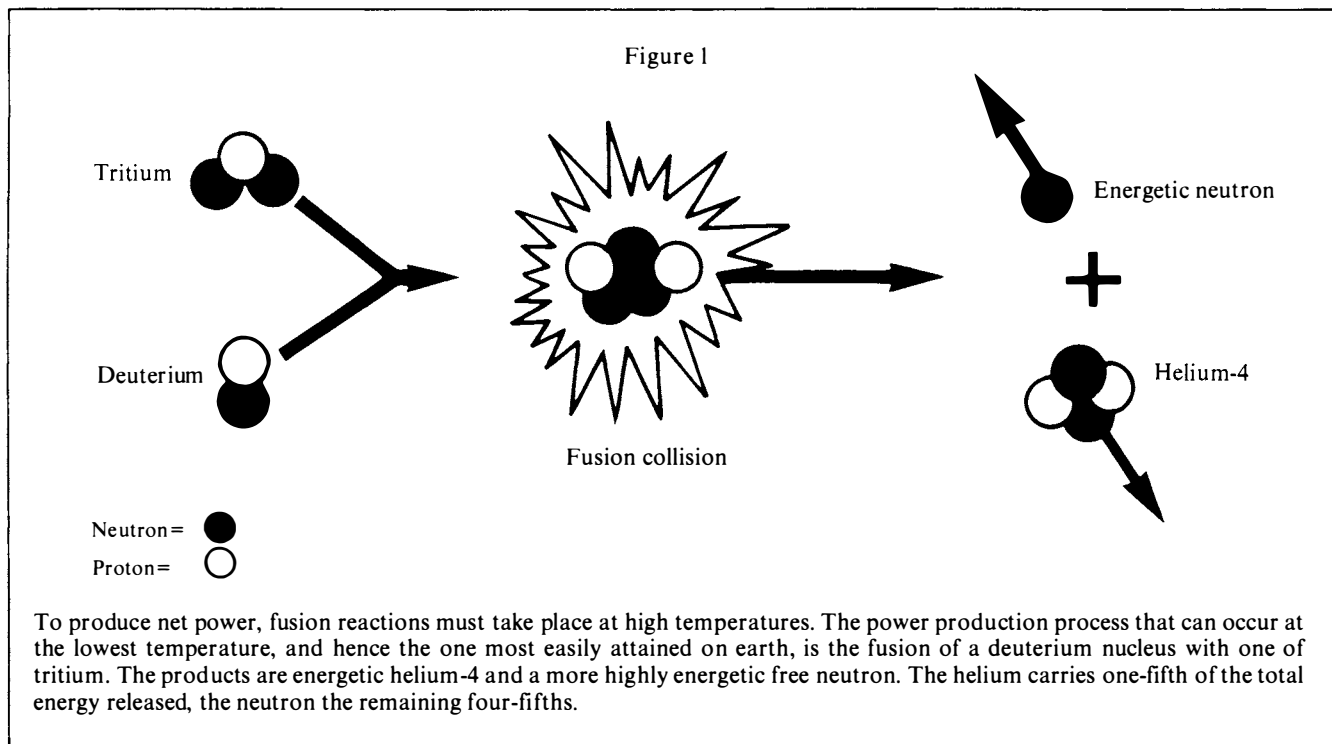 Figure 1
Tritium
Energetic neutron
Deuterium
Helium-4
Fusion collision
Neutron=
Proton=
To produce net power, fusion reactions must take place at high temperatures. The power production process that can occur at
the lowest temperature, and hence the one most easily attained on earth, is the fusion of a deuterium nucleus with one of
tritium. The products are energetic helium-4 and a more highly energetic free neutron. The helium carries one-fifth of the total
energy released, the neutron the remaining four-fifths.